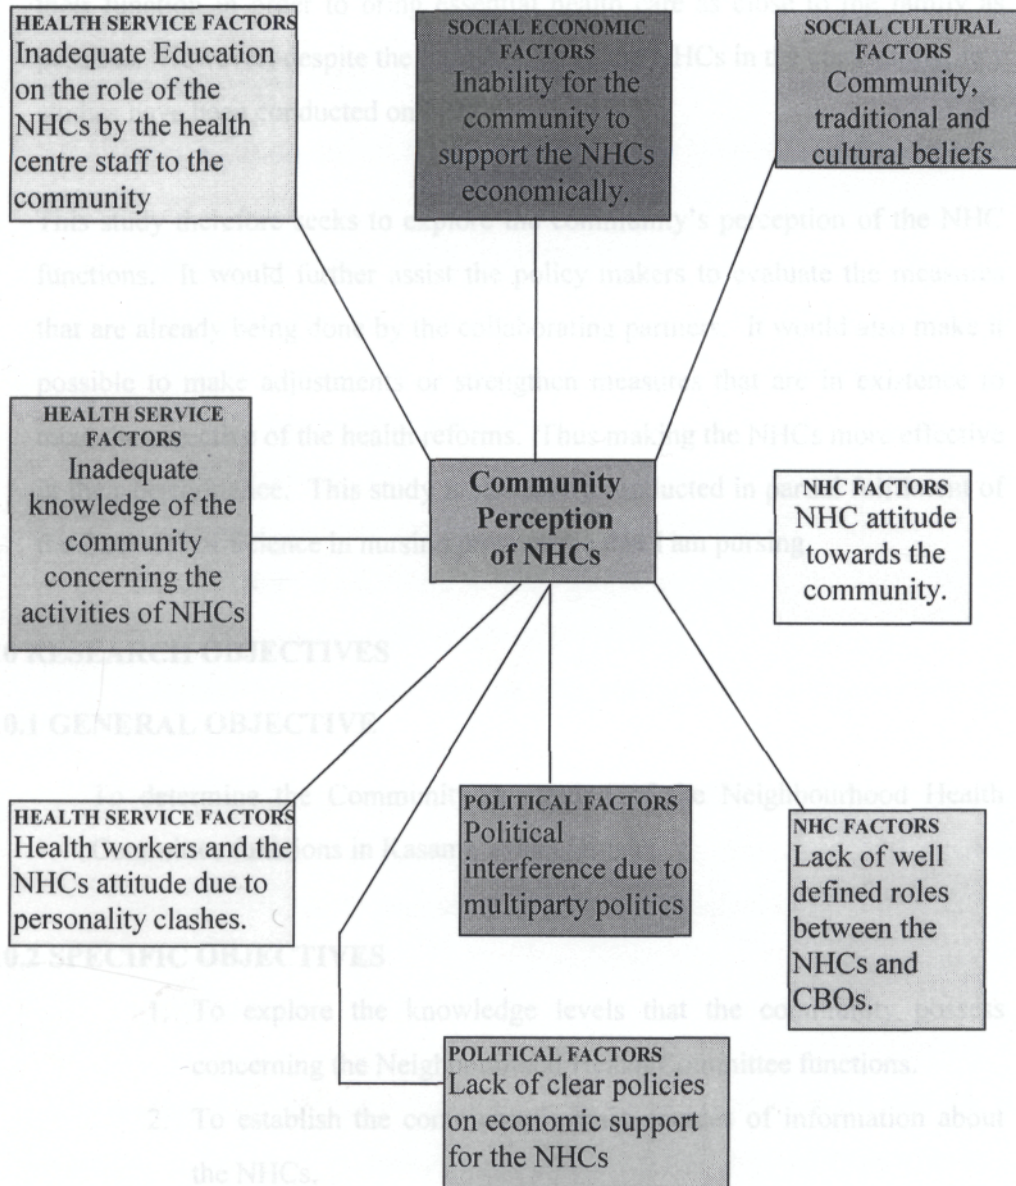 HEALTH SERVICE FACTORS
Inadequate Education
on the role of the
NHCs by the health
centre staff to the
community
SOCIAL ECONOMIC
FACTORS
Inability for the
community to
support the NHCs
economically.
SOCIAL CULTURAL
FACTORS
Community,
traditional and
cultural beliefs
This study therefore seeks to explore the community's perception of the NHC
functions. It would further assist the policy makers to evaluate the measures
that are already being done by the collaborating partners. It would also make it
possible to make adjustments or strengthen measures that are in existence in
of the health reforms. Thus making the NHCs more effective
This study in partial of
Science in nursing I am pursing.
HEALTH SERVICE
FACTORS
Inadequate
knowledge of the
community
concerning the
activities of NHCs
Community
Perception
of NHCs
NHC FACTORS
NHC attitude
towards the
community.
RESEARCH OBJECTIVES
0.1 GENERAL OBJECTIVE
To determine the Community Neighbourhood Health
in
HEALTH SERVICE FACTORS
Health workers and the
NHCs attitude due to
personality clashes.
POLITICAL FACTORS
Political
interference due to
multiparty politics
NHC FACTORS
Lack of well
defined roles
between the
NHCs and
CBOs.
0.2 SPECIFIC OBJECTIVES
1. To explore the knowledge levels that the community possess
concerning the functions.
2. To establish the of information about
the NHCs.
POLITICAL FACTORS
Lack of clear policies
on economic support
for the NHCs